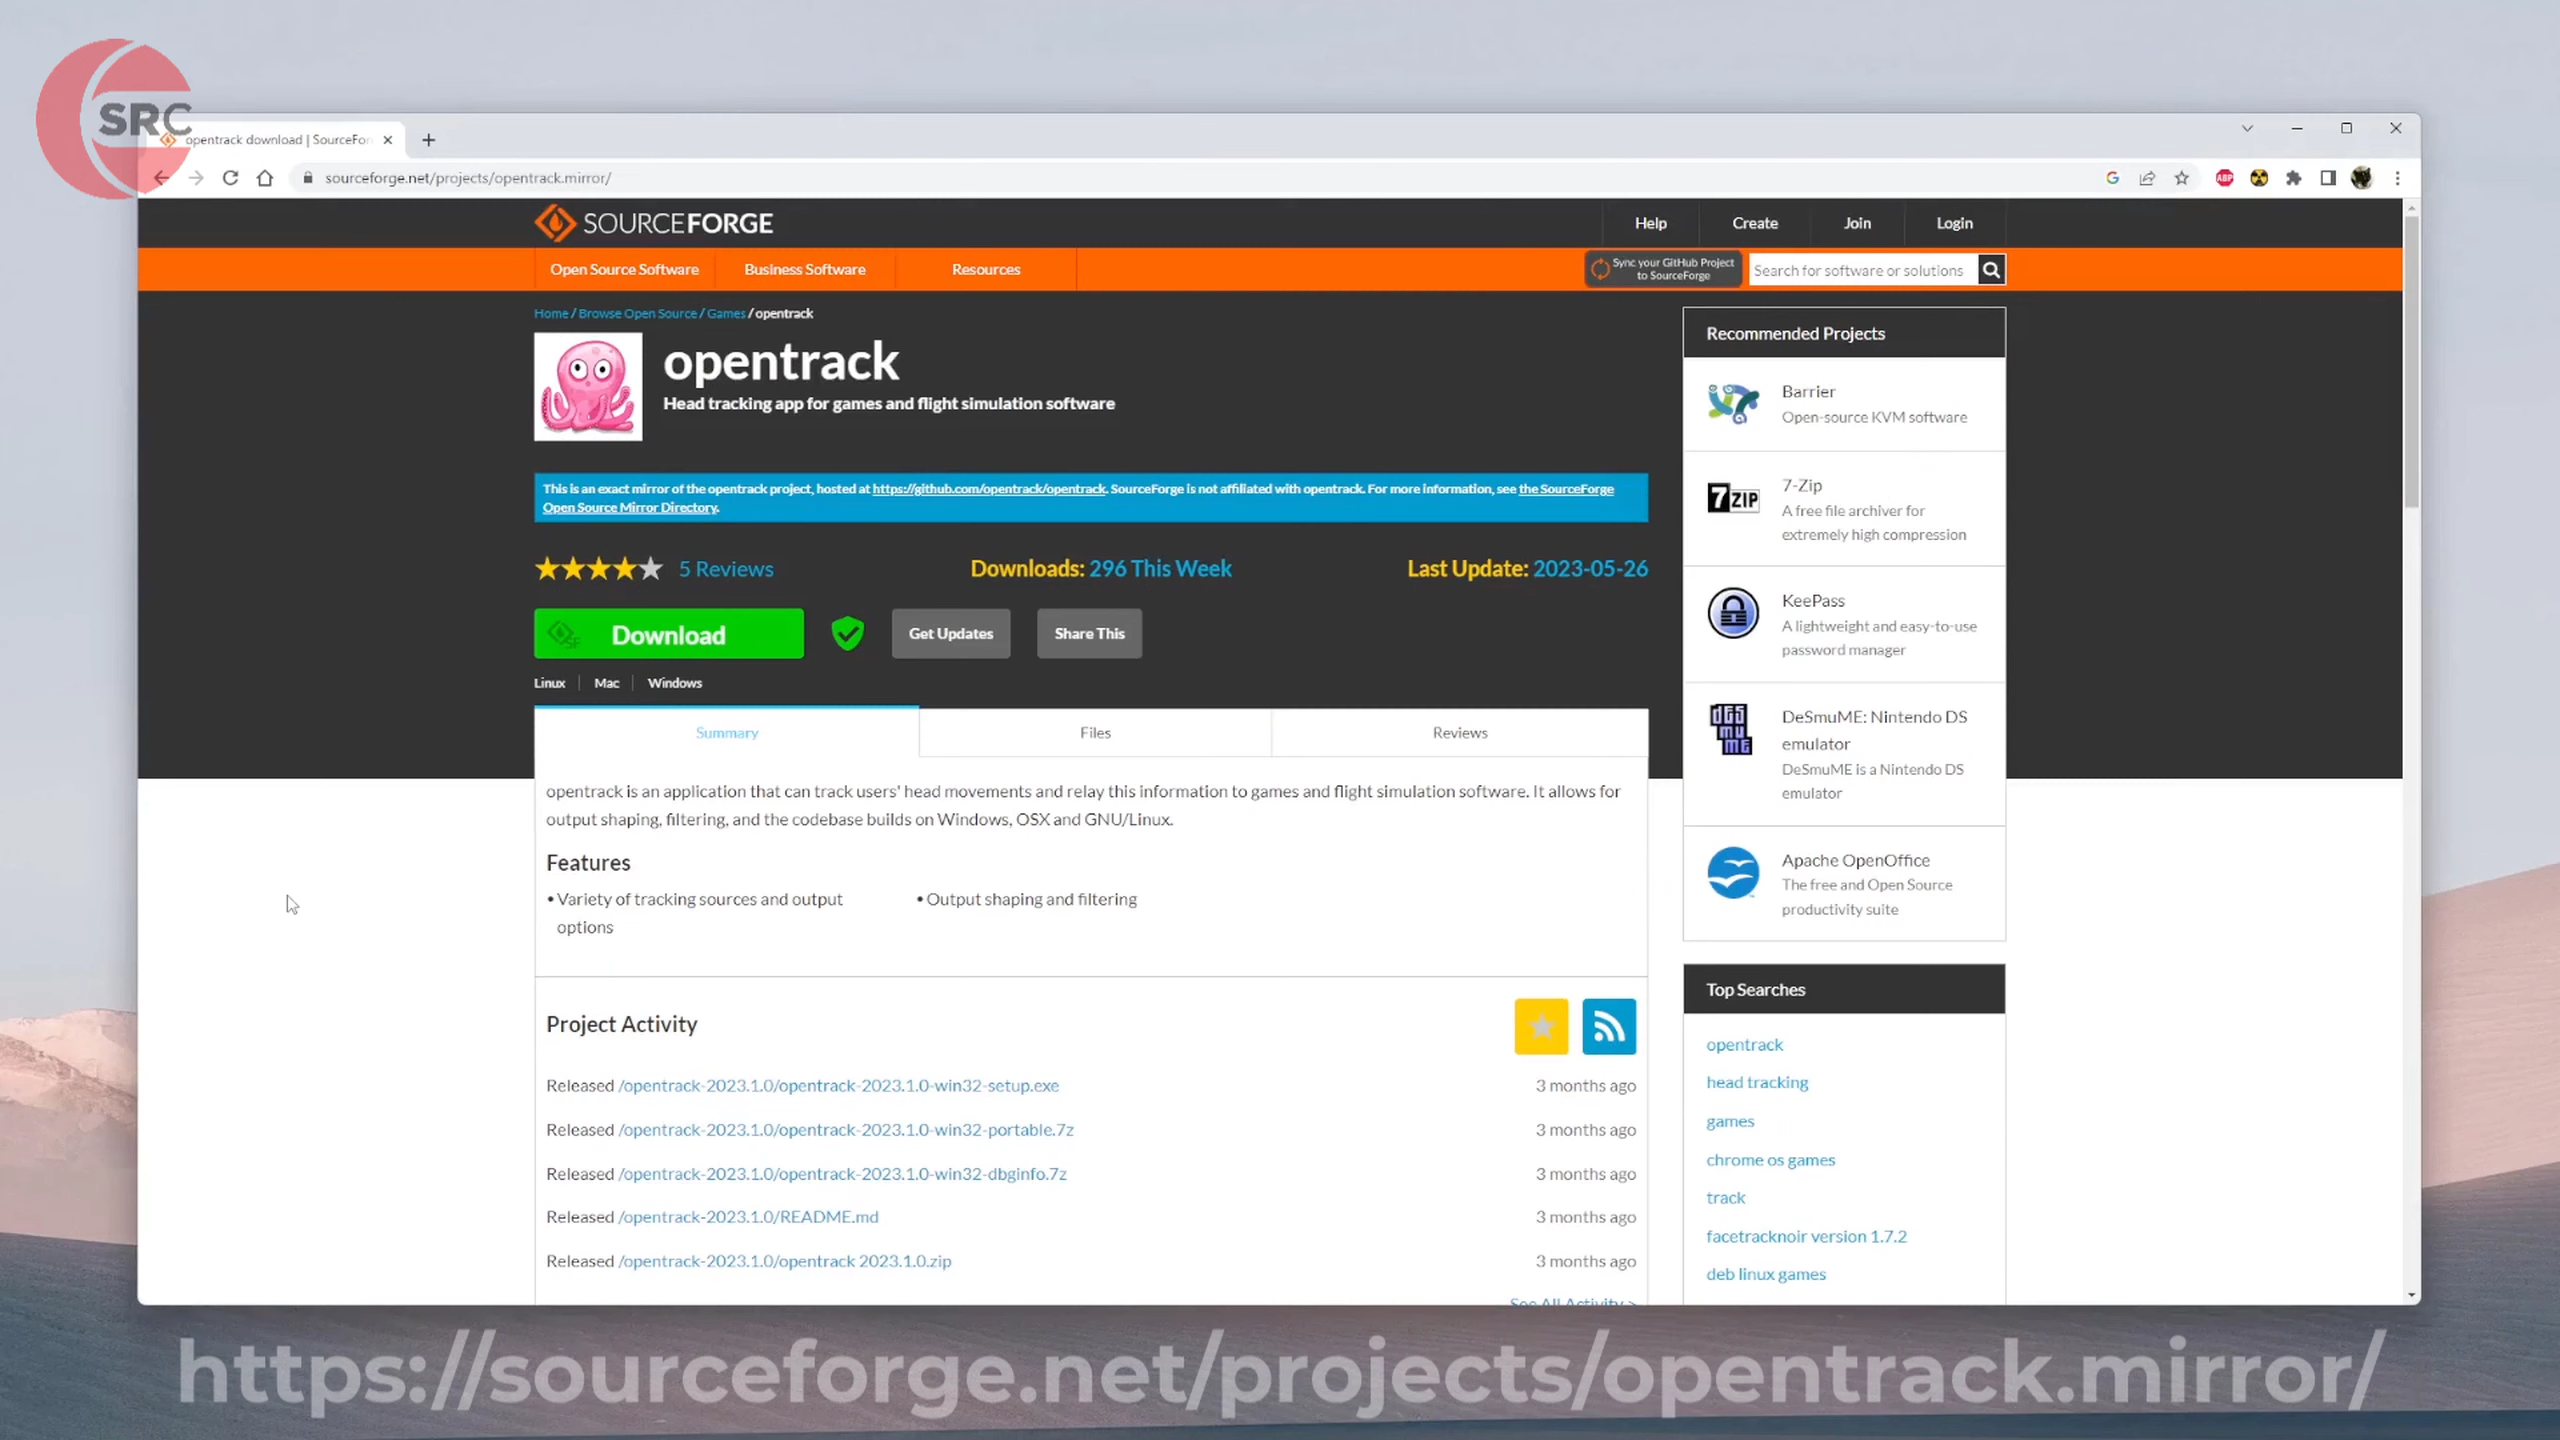 SRC
opentrack download | SourceFor
sourceforge.net/projects/opentrack.mirror/
ABP
SOURCEFORGE
Help
Create
Join
Login
Open Source Software
Business Software
Resources
Sync your GitHub Project
to SourceForge
Search for software or solutions
Home / Browse Open Source / Games / opentrack
opentrack
Head tracking app for games and flight simulation software
This is an exact mirror of the opentrack project, hosted at https://github.com/opentrack/opentrack. SourceForge is not affiliated with opentrack. For more information, see the SourceForge
Open Source Mirror Directory.
5 Reviews
Downloads: 296 This Week
Last Update: 2023-05-26
SF
Download
Get Updates
Share This
Linux
Mac
Windows
Summary
Files
Reviews
opentrack is an application that can track users' head movements and relay this information to games and flight simulation software. It allows for
output shaping, filtering, and the codebase builds on Windows, OSX and GNU/Linux.
Features
• Variety of tracking sources and output
options
• Output shaping and filtering
Project Activity
Released /opentrack-2023.1.0/opentrack-2023.1.0-win32-setup.exe
3 months ago
Released /opentrack-2023.1.0/opentrack-2023.1.0-win32-portable.7z
3 months ago
Released /opentrack-2023.1.0/opentrack-2023.1.0-win32-dbginfo.7z
3 months ago
Released /opentrack-2023.1.0/README.md
3 months ago
Released /opentrack-2023.1.0/opentrack 2023.1.0.zip
3 months ago
See All Activity >
Recommended Projects
Barrier
Open-source KVM software
7 ZIP
7-Zip
A free file archiver for
extremely high compression
KeePass
A lightweight and easy-to-use
password manager
DeSmuME
DeSmuME: Nintendo DS
emulator
DeSmuME is a Nintendo DS
emulator
Apache OpenOffice
The free and Open Source
productivity suite
Top Searches
opentrack
head tracking
games
chrome os games
track
facetracknoir version 1.7.2
deb linux games
https://sourceforge.net/projects/opentrack.mirror/